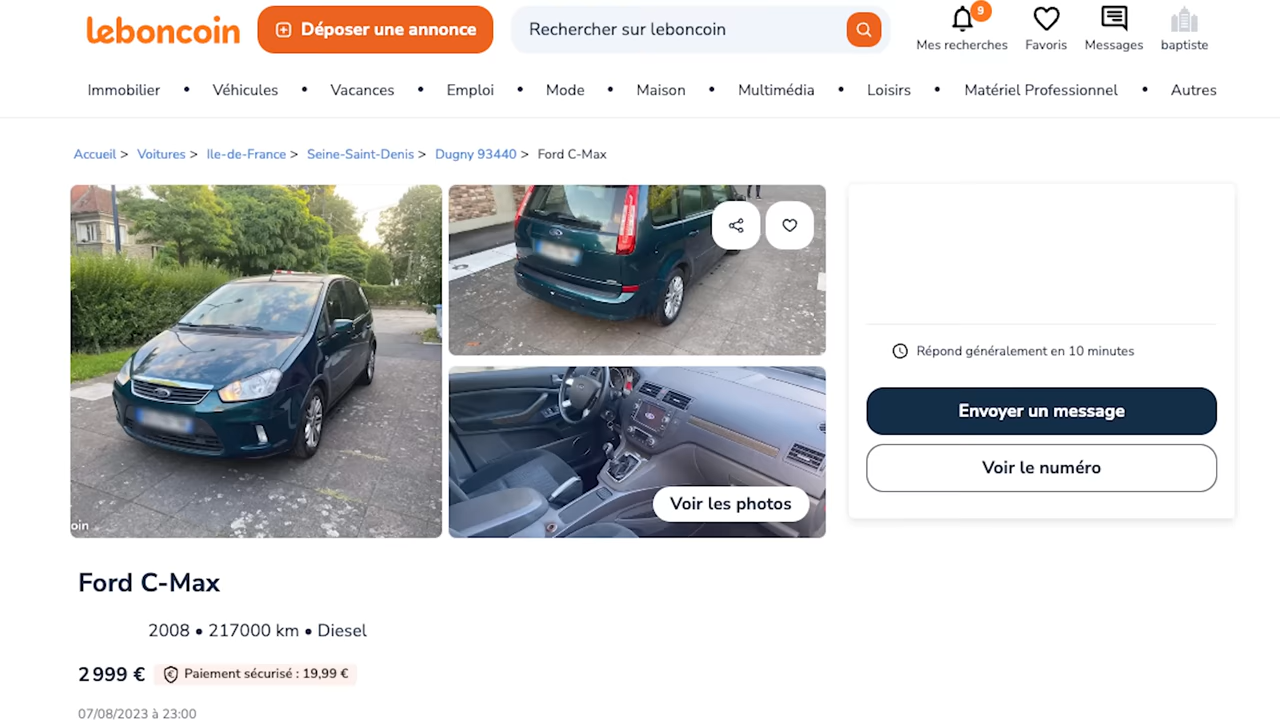 leboncoin
Déposer une annonce
Rechercher sur leboncoin
9
Mes recherches
Favoris
Messages
baptiste
Immobilier • Véhicules • Vacances • Emploi • Mode • Maison • Multimédia • Loisirs • Matériel Professionnel • Autres
Accueil > Voitures > Ile-de-France > Seine-Saint-Denis > Dugny 93440 > Ford C-Max
oin
Voir les photos
Répond généralement en 10 minutes
Envoyer un message
Voir le numéro
Ford C-Max
2008 • 217000 km • Diesel
2 999 € Paiement sécurisé : 19,99 €
07/08/2023 à 23:00